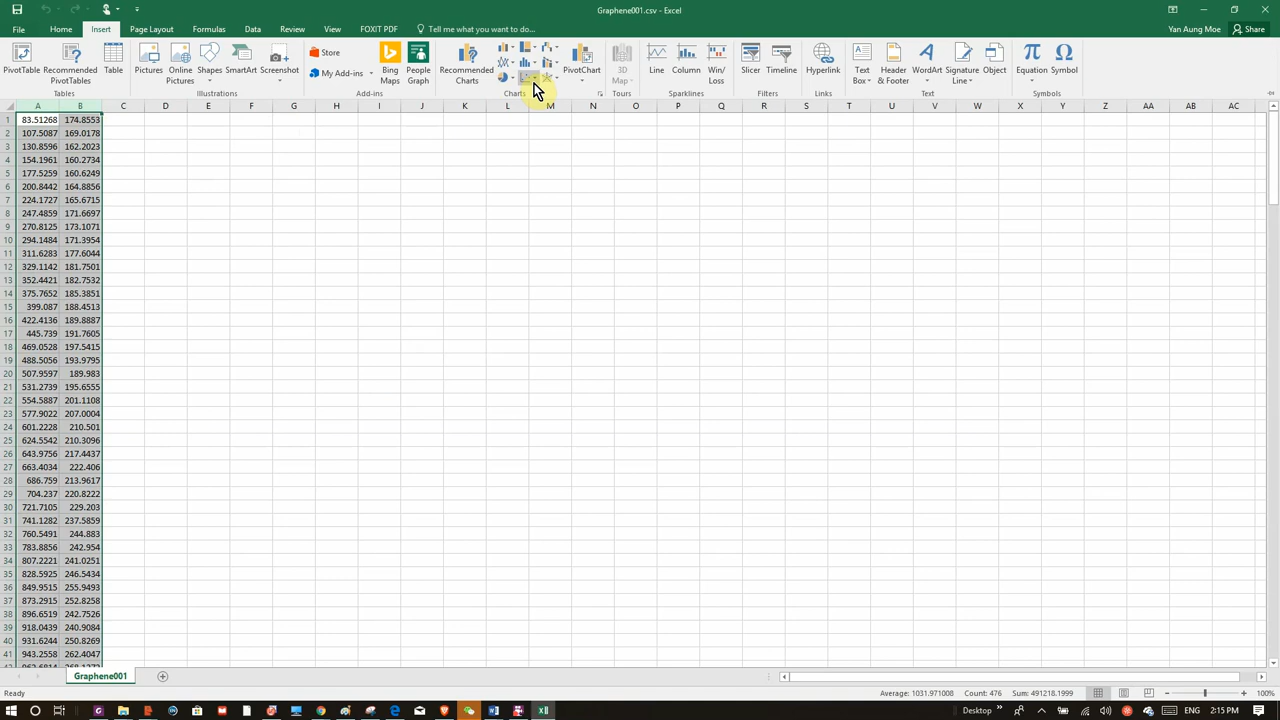 Graphene001.csv - Excel
File Home Insert Page Layout Formulas Data Review View FOXIT PDF Tell me what you want to do... Yan Aung Moe Share
PivotTable Recommended PivotTables Table
Tables
Pictures Online Pictures Shapes SmartArt Screenshot
Illustrations
Store
My Add-ins
Bing Maps People Graph
Add-ins
Recommended Charts PivotChart
Charts
3D Map
Tours
Line Column Win/Loss
Sparklines
Slicer Timeline
Filters
Hyperlink
Links
Text Box Header & Footer WordArt Signature Line Object
Text
Equation Symbol
Symbols
A B C D E F G H I J K L M N O P Q R S T U V W X Y Z AA AB AC
1 83.51268 174.8553
2 107.5087 169.0178
3 130.8596 162.2023
4 154.1961 160.2734
5 177.5259 160.6249
6 200.8442 164.8856
7 224.1727 165.6715
8 247.4859 171.6697
9 270.8125 173.1071
10 294.1484 171.3954
11 311.6283 177.6044
12 329.1142 181.7501
13 352.4421 182.7532
14 375.7652 185.3851
15 399.087 188.4513
16 422.4136 189.8887
17 445.739 191.7605
18 469.0528 197.5415
19 488.5056 193.9795
20 507.9597 189.983
21 531.2739 195.6555
22 554.5887 201.1108
23 577.9022 207.0004
24 601.2228 210.501
25 624.5542 210.3096
26 643.9756 217.4437
27 663.4034 222.406
28 686.759 213.9617
29 704.237 220.8222
30 721.7105 229.203
31 741.1282 237.5859
32 760.5491 244.883
33 783.8856 242.954
34 807.2221 241.0251
35 828.5925 246.5434
36 849.9515 255.9493
37 873.2915 252.8258
38 896.6519 242.7526
39 918.0439 240.9084
40 931.6244 250.8269
41 943.2558 262.4047
Graphene001
Ready Average: 1031.971008 Count: 476 Sum: 491218.1999 100%
Desktop 2:15 PM